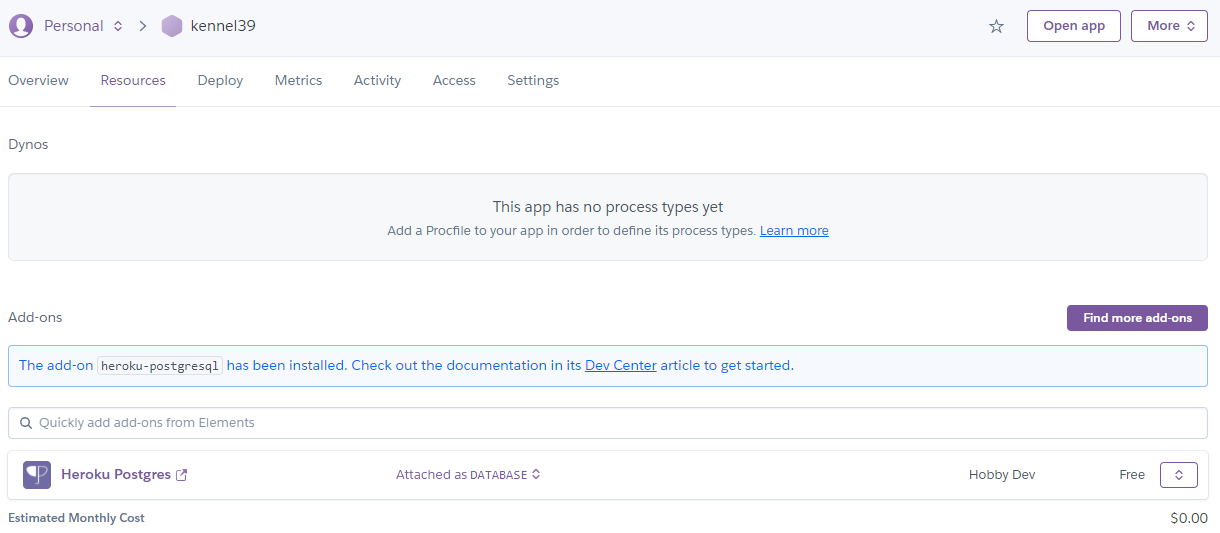 Personal kennel39 Open app More
Overview Resources Deploy Metrics Activity Access Settings
Dynos
This app has no process types yet
Add a Procfile to your app in order to define its process types. Learn more
Add-ons Find more add-ons
The add-on heroku-postgresql has been installed. Check out the documentation in its Dev Center article to get started.
Quickly add add-ons from Elements
Heroku Postgres Attached as DATABASE Hobby Dev Free
Estimated Monthly Cost $0.00